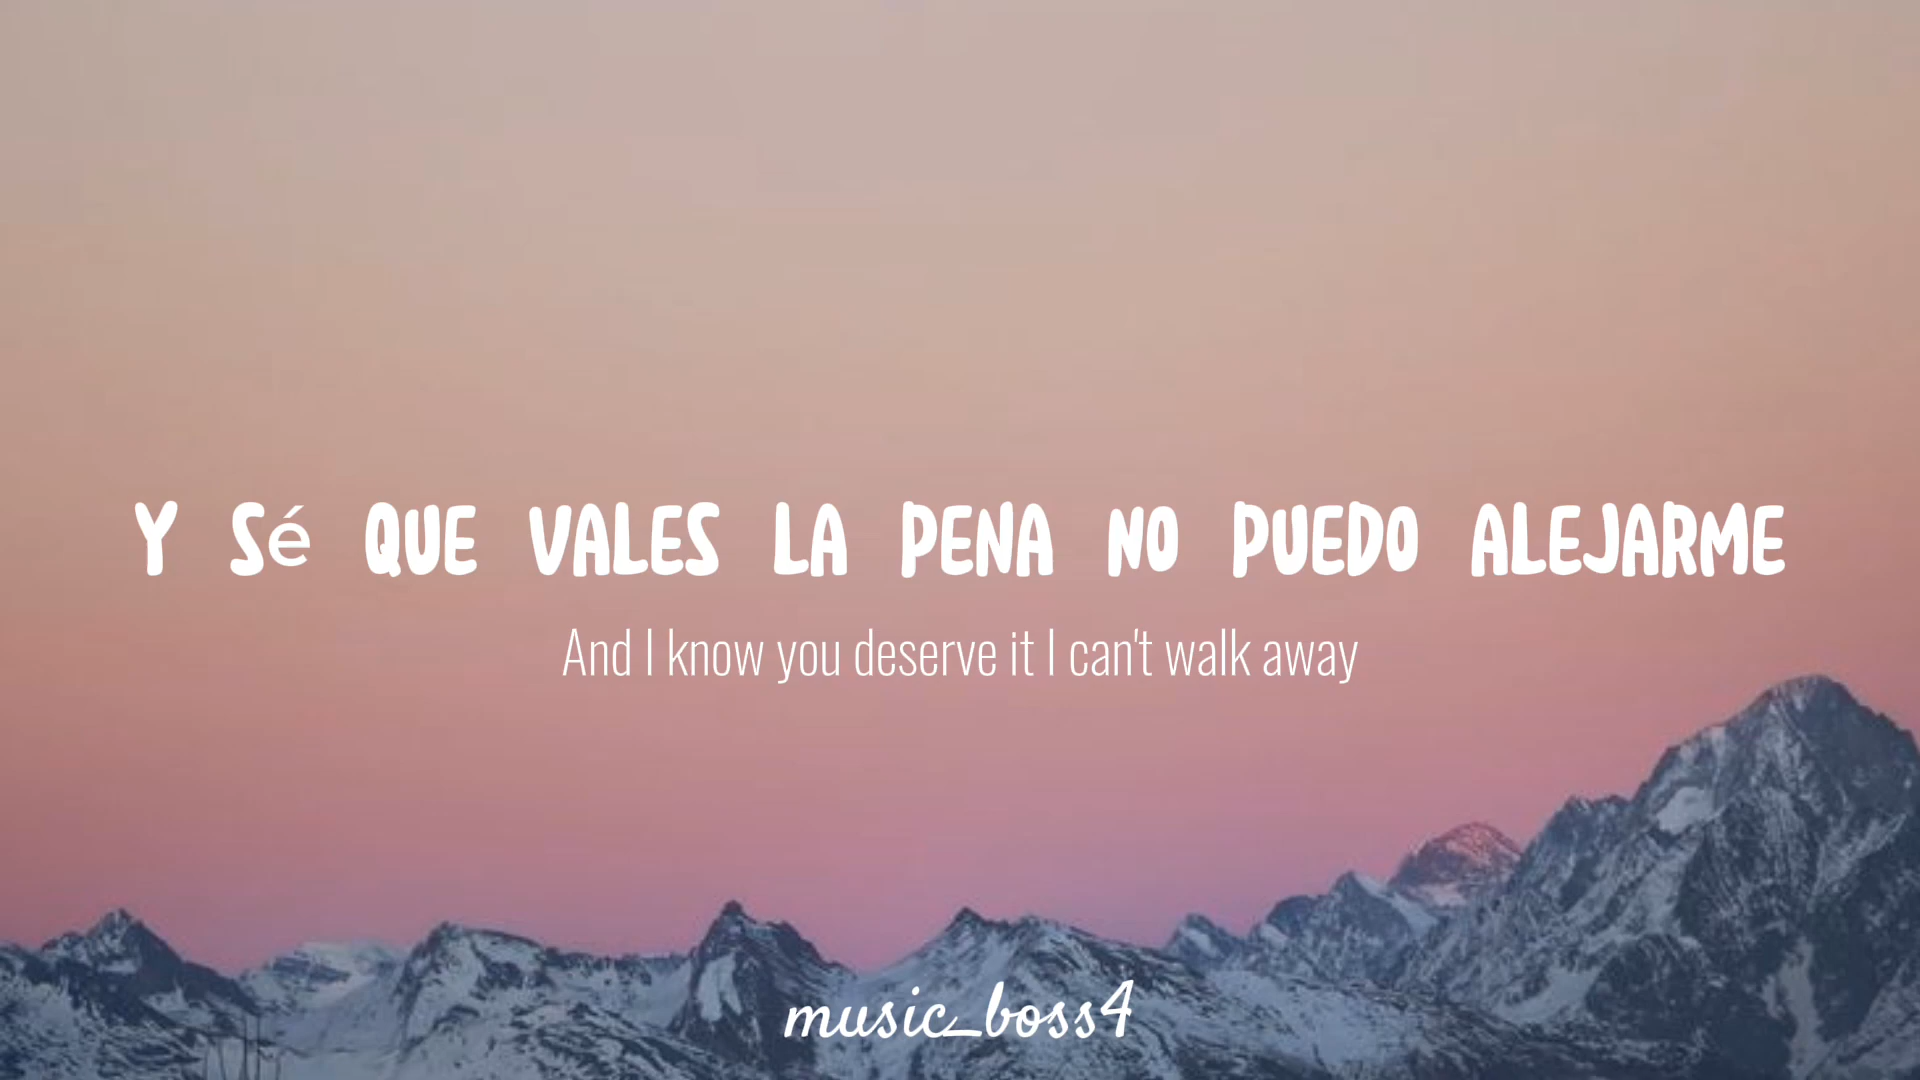 Y Sé QUE VALES LA PENA NO PUEDO ALEJARME
And I know you deserve it I can't walk away
music_boss4